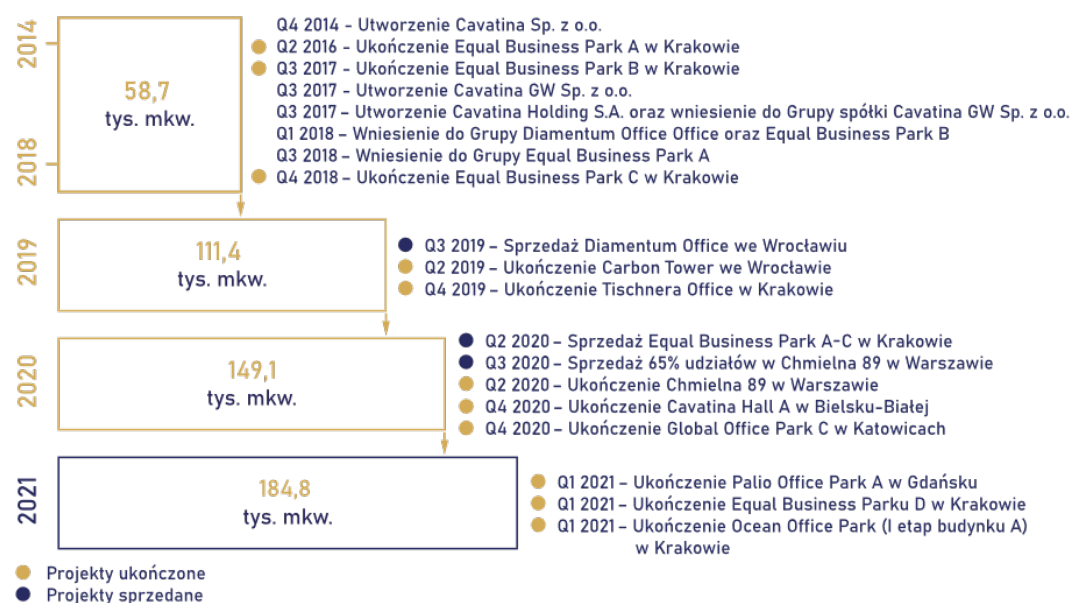 2014
2018
58,7
tys. mkw.
Q4 2014 - Utworzenie Cavatina Sp. z o.o.
Q2 2016 - Ukończenie Equal Business Park A w Krakowie
Q3 2017 - Ukończenie Equal Business Park B w Krakowie
Q3 2017 – Utworzenie Cavatina GW Sp. z o.o.
Q3 2017 – Utworzenie Cavatina Holding S.A. oraz wniesienie do Grupy spółki Cavatina GW Sp. z o.o.
Q1 2018 – Wniesienie do Grupy Diamentum Office Office oraz Equal Business Park B
Q3 2018 – Wniesienie do Grupy Equal Business Park A
Q4 2018 – Ukończenie Equal Business Park C w Krakowie
2019
111,4
tys. mkw.
Q3 2019 – Sprzedaż Diamentum Office we Wrocławiu
Q2 2019 – Ukończenie Carbon Tower we Wrocławie
Q4 2019 – Ukończenie Tischnera Office w Krakowie
2020
149,1
tys. mkw.
Q2 2020 – Sprzedaż Equal Business Park A-C w Krakowie
Q3 2020 – Sprzedaż 65% udziałów w Chmielna 89 w Warszawie
Q2 2020 – Ukończenie Chmielna 89 w Warszawie
Q4 2020 – Ukończenie Cavatina Hall A w Bielsku-Białej
Q4 2020 – Ukończenie Global Office Park C w Katowicach
2021
184,8
tys. mkw.
Q1 2021 – Ukończenie Palio Office Park A w Gdańsku
Q1 2021 – Ukończenie Equal Business Parku D w Krakowie
Q1 2021 – Ukończenie Ocean Office Park (I etap budynku A)
w Krakowie
Projekty ukończone
Projekty sprzedane